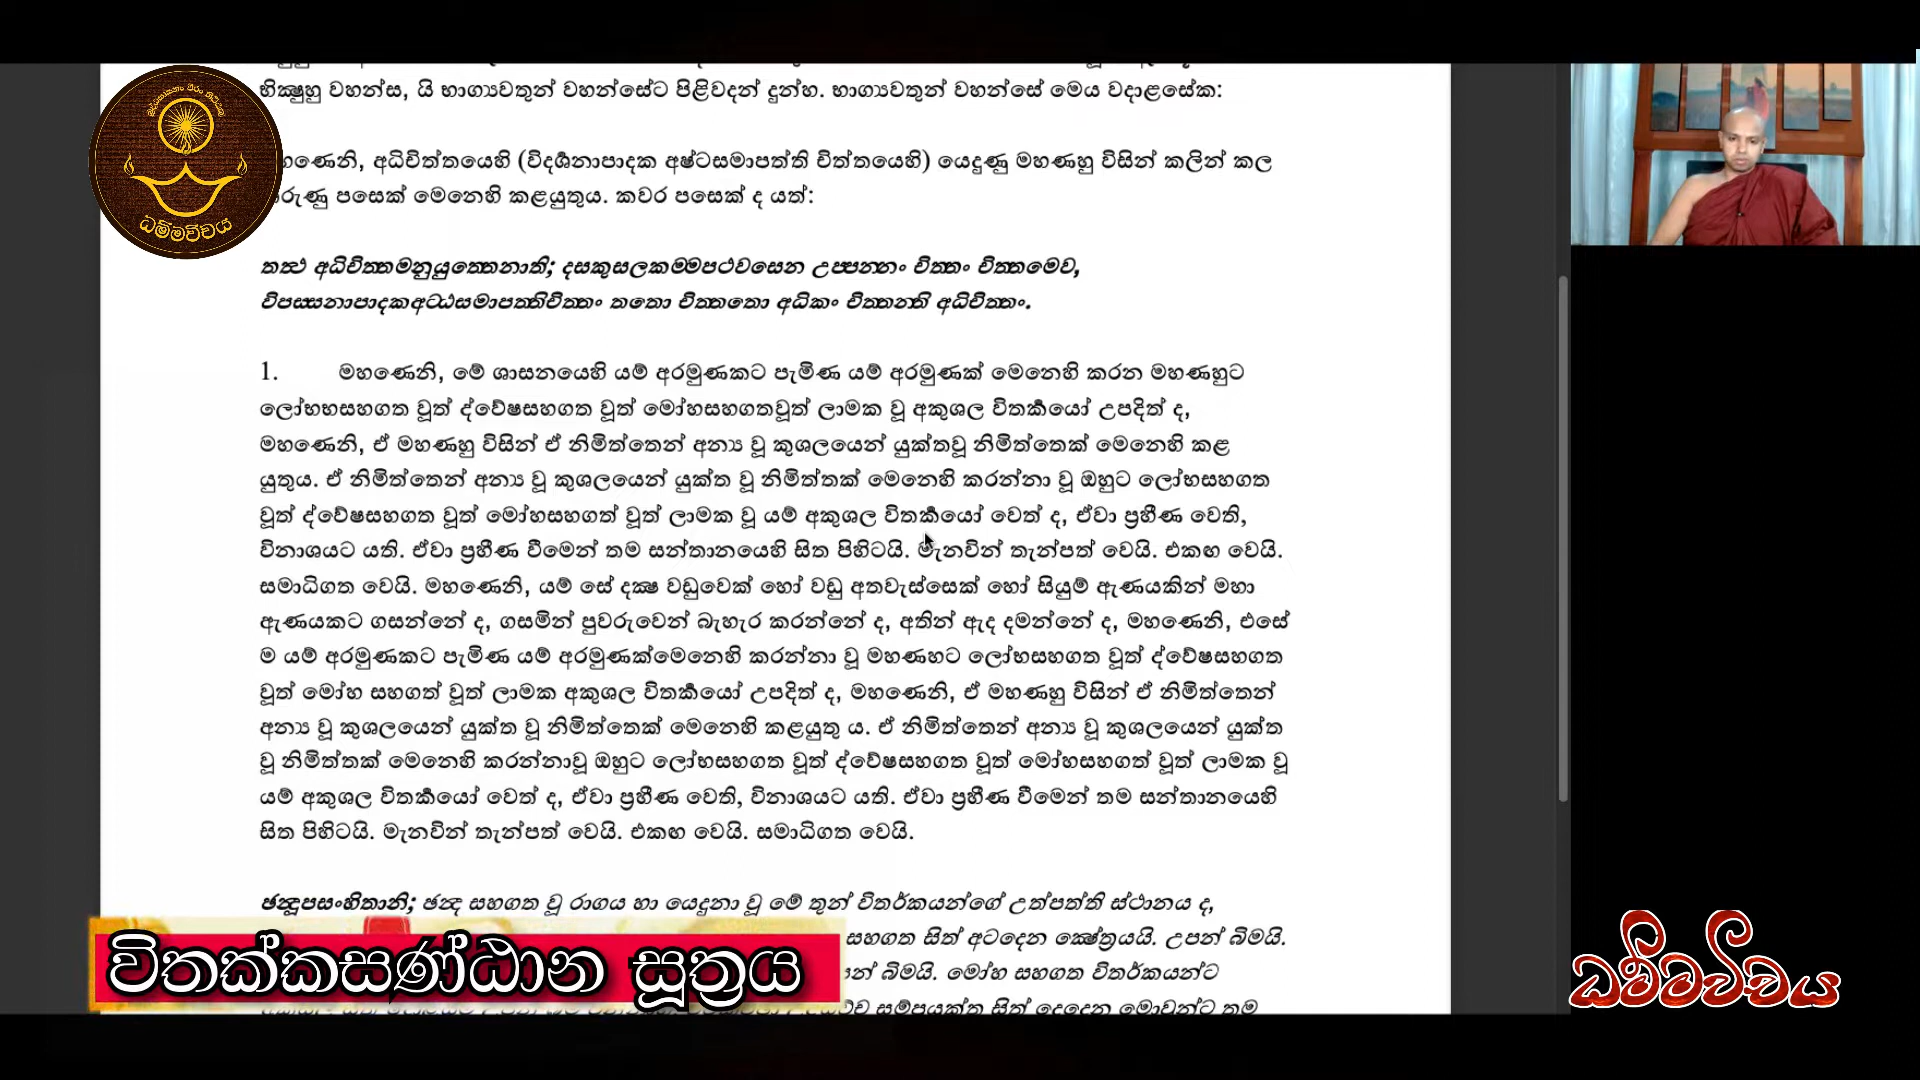 භික්‍ෂුහු වහන්ස, යි භාග්‍යවතුන් වහන්සේට පිළිවදන් දුන්හ. භාග්‍යවතුන් වහන්සේ මෙය වදාළසේක:
අධිචිත්තයෙහි (විදර්‍ශනාපාදක අෂ්ටසමාපත්ති චිත්තයෙහි) යෙදුණු මහණහු විසින් කලින් කල
පසෙක් මෙනෙහි කළයුතුය. කවර පසෙක් ද යත්:
තත්‍ථ අධිචිත්තමනුයුත්තෙනාති; දසකුසලකම්මපථවසෙන උප්පන්නං චිත්තං චිත්තමෙව,
විපස්සනාපාදකඅට්ඨසමාපත්තිචිත්තං තතො චිත්තතො අධිකං චිත්තන්ති අධිචිත්තං.
1. මහණෙනි, මේ ශාසනයෙහි යම් අරමුණකට පැමිණ යම් අරමුණක් මෙනෙහි කරන මහණහුට
ලෝභභසහගත වූත් ද්වේෂසහගත වූත් මෝහසහගතවූත් ලාමක වූ අකුශල විතර්‍කයෝ උපදිත් ද,
මහණෙනි, ඒ මහණහු විසින් ඒ නිමිත්තෙන් අන්‍ය වූ කුශලයෙන් යුක්තවූ නිමිත්තෙක් මෙනෙහි කළ
යුතුය. ඒ නිමිත්තෙන් අන්‍ය වූ කුශලයෙන් යුක්ත වූ නිමිත්තක් මෙනෙහි කරන්නා වූ ඔහුට ලෝභසහගත
වූත් ද්වේෂසහගත වූත් මෝහසහගත් වූත් ලාමක වූ යම් අකුශල විතර්‍කයෝ වෙත් ද, ඒවා ප්‍රහීණ වෙති,
විනාශයට යති. ඒවා ප්‍රහීණ වීමෙන් තම සන්තානයෙහි සිත පිහිටයි. මැනවින් තැන්පත් වෙයි. එකඟ වෙයි.
සමාධිගත වෙයි. මහණෙනි, යම් සේ දක්‍ෂ වඩුවෙක් හෝ වඩු අතවැස්සෙක් හෝ සියුම් ඇණයකින් මහා
ඇණයකට ගසන්නේ ද, ගසමින් පුවරුවෙන් බැහැර කරන්නේ ද, අතින් ඇද දමන්නේ ද, මහණෙනි, එසේ
ම යම් අරමුණකට පැමිණ යම් අරමුණක්මෙනෙහි කරන්නා වූ මහණහට ලෝභසහගත වූත් ද්වේෂසහගත
වූත් මෝහ සහගත් වූත් ලාමක අකුශල විතර්‍කයෝ උපදිත් ද, මහණෙනි, ඒ මහණහු විසින් ඒ නිමිත්තෙන්
අන්‍ය වූ කුශලයෙන් යුක්ත වූ නිමිත්තෙක් මෙනෙහි කළයුතු ය. ඒ නිමිත්තෙන් අන්‍ය වූ කුශලයෙන් යුක්ත
වූ නිමිත්තක් මෙනෙහි කරන්නාවූ ඔහුට ලෝභසහගත වූත් ද්වේෂසහගත වූත් මෝහසහගත් වූත් ලාමක වූ
යම් අකුශල විතර්‍කයෝ වෙත් ද, ඒවා ප්‍රහීණ වෙති, විනාශයට යති. ඒවා ප්‍රහීණ වීමෙන් තම සන්තානයෙහි
සිත පිහිටයි. මැනවින් තැන්පත් වෙයි. එකඟ වෙයි. සමාධිගත වෙයි.
ඡන්‍දූපසංහිතානි; ඡන්‍ද සහගත වූ රාගය හා යෙදුනා වූ මේ තුන් විතර්කයන්ගේ උත්පත්ති ස්ථානය ද,
සහගත සිත් අටදෙන ක්‍ෂේත්‍රයයි. උපන් බිමයි.
බිමයි. මෝහ සහගත විතර්කයන්ට
සම්පයුක්ත සිත් දෙදෙන මොවුන්ට තම
විතක්කසණ්ඨාන සූත්‍රය
ධම්මවිචය
ධම්මවිචය